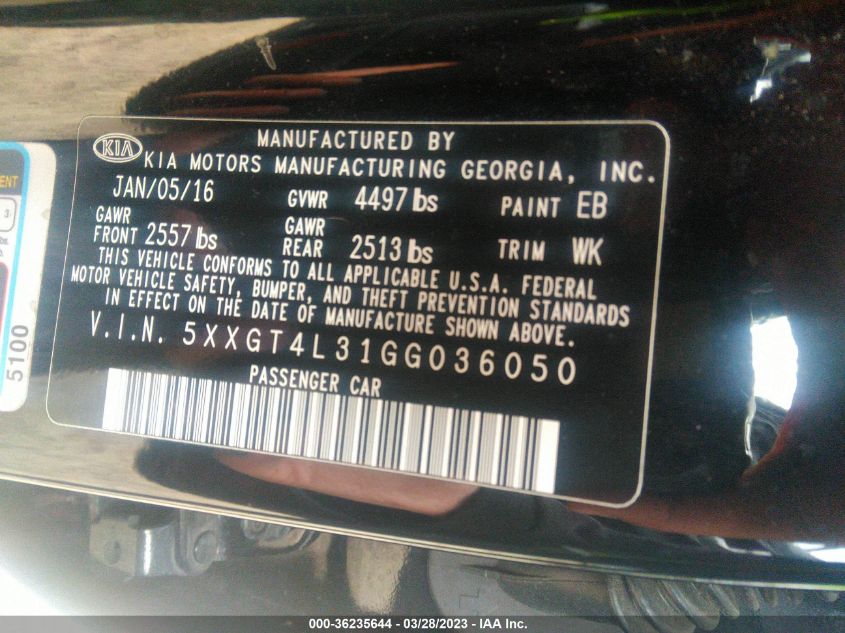 MANUFACTURED BY
KIA
KIA MOTORS MANUFACTURING GEORGIA, INC.
JAN/05/16 GVWR 4497 lbs PAINT EB
GAWR FRONT 2557 lbs GAWR REAR 2513 lbs TRIM WK
THIS VEHICLE CONFORMS TO ALL APPLICABLE U.S.A. FEDERAL
MOTOR VEHICLE SAFETY, BUMPER, AND THEFT PREVENTION STANDARDS
IN EFFECT ON THE DATE OF MANUFACTURE SHOWN ABOVE.
V.I.N. 5XXGT4L31GG036050
PASSENGER CAR
5100
3
000-36235644 / 03/28/2023 — IAA Inc.